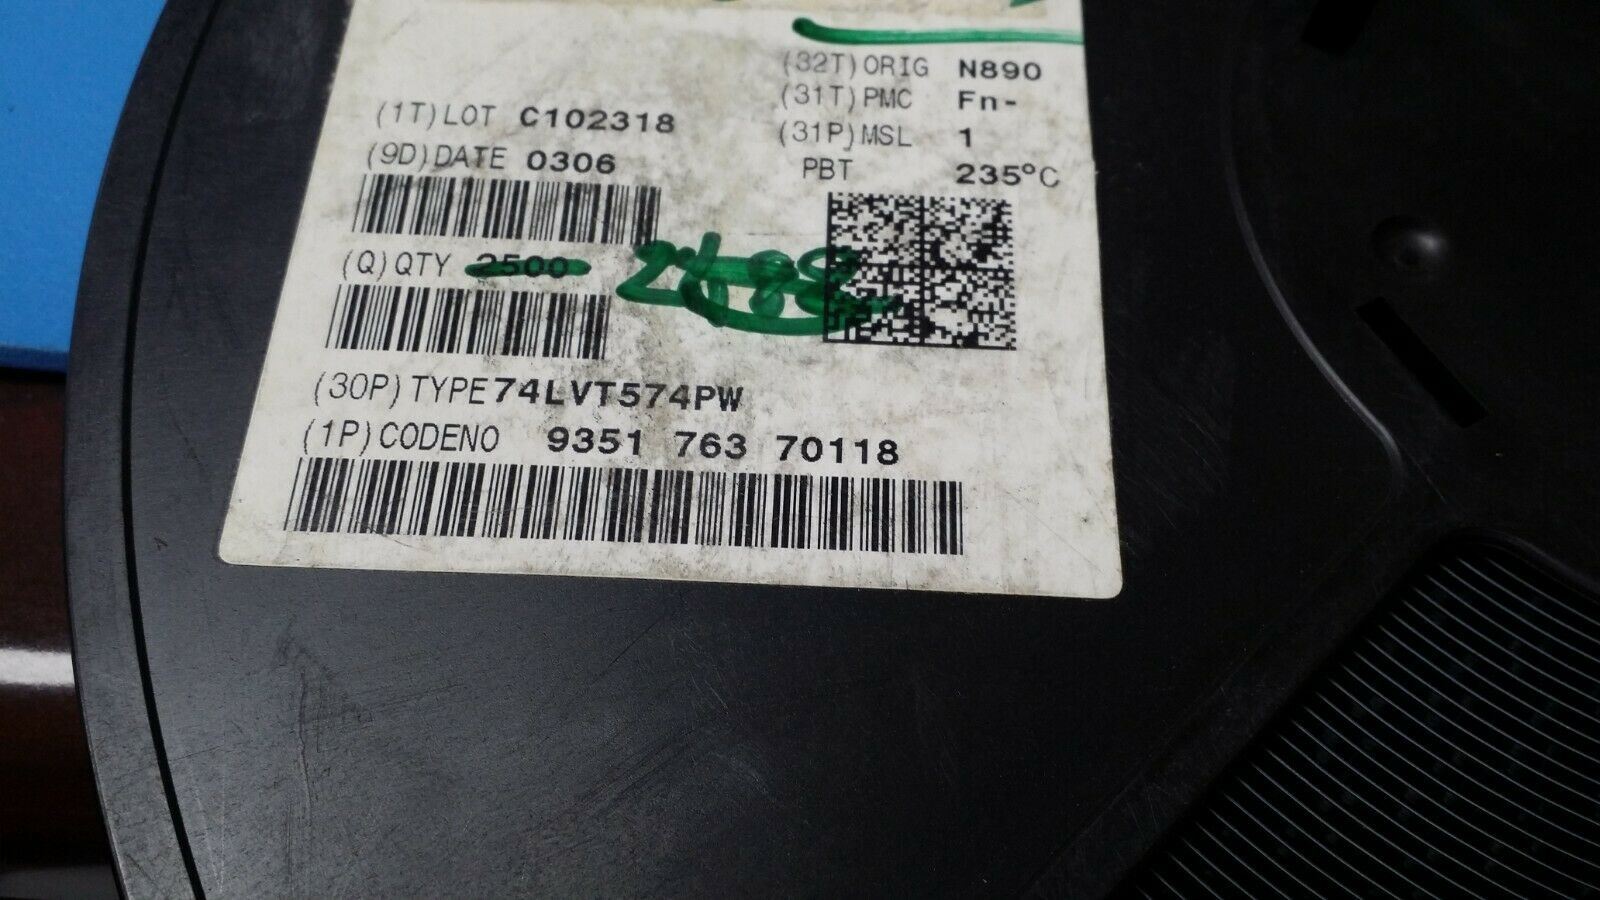 (32T) ORIG N890
(31T) PMC Fn-
(1T) LOT C102318
(31P) MSL 1
(9D) DATE 0306
PBT 235°C
(Q) QTY 2500
(30P) TYPE 74LVT574PW
(1P) CODENO 9351 763 70118